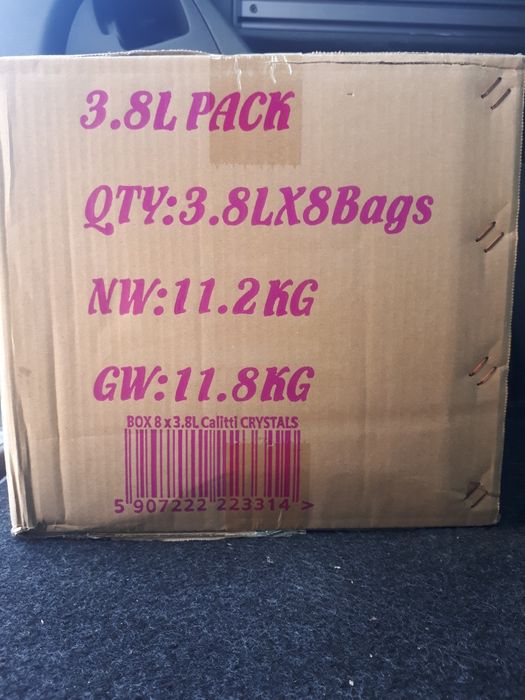 3.8L PACK
QTY:3.8LX8Bags
NW:11.2KG
GW:11.8KG
BOX 8 x 3.8L Calitti CRYSTALS
5 907222 223314 >